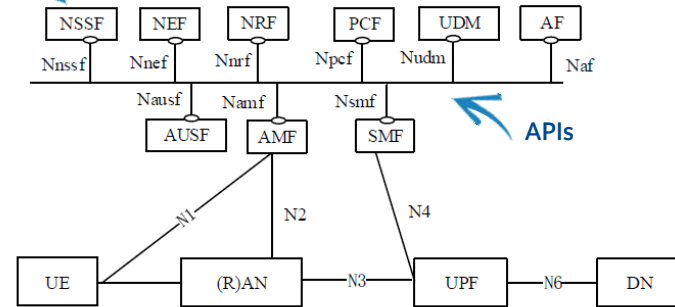 NSSF NEF NRF PCF UDM AF
Nnssf Nnef Nnrf Npcf Nudm Naf
Nausf Namf Nsmf
AUSF AMF SMF APIs
N1 N2 N4
UE (R)AN N3 UPF N6 DN